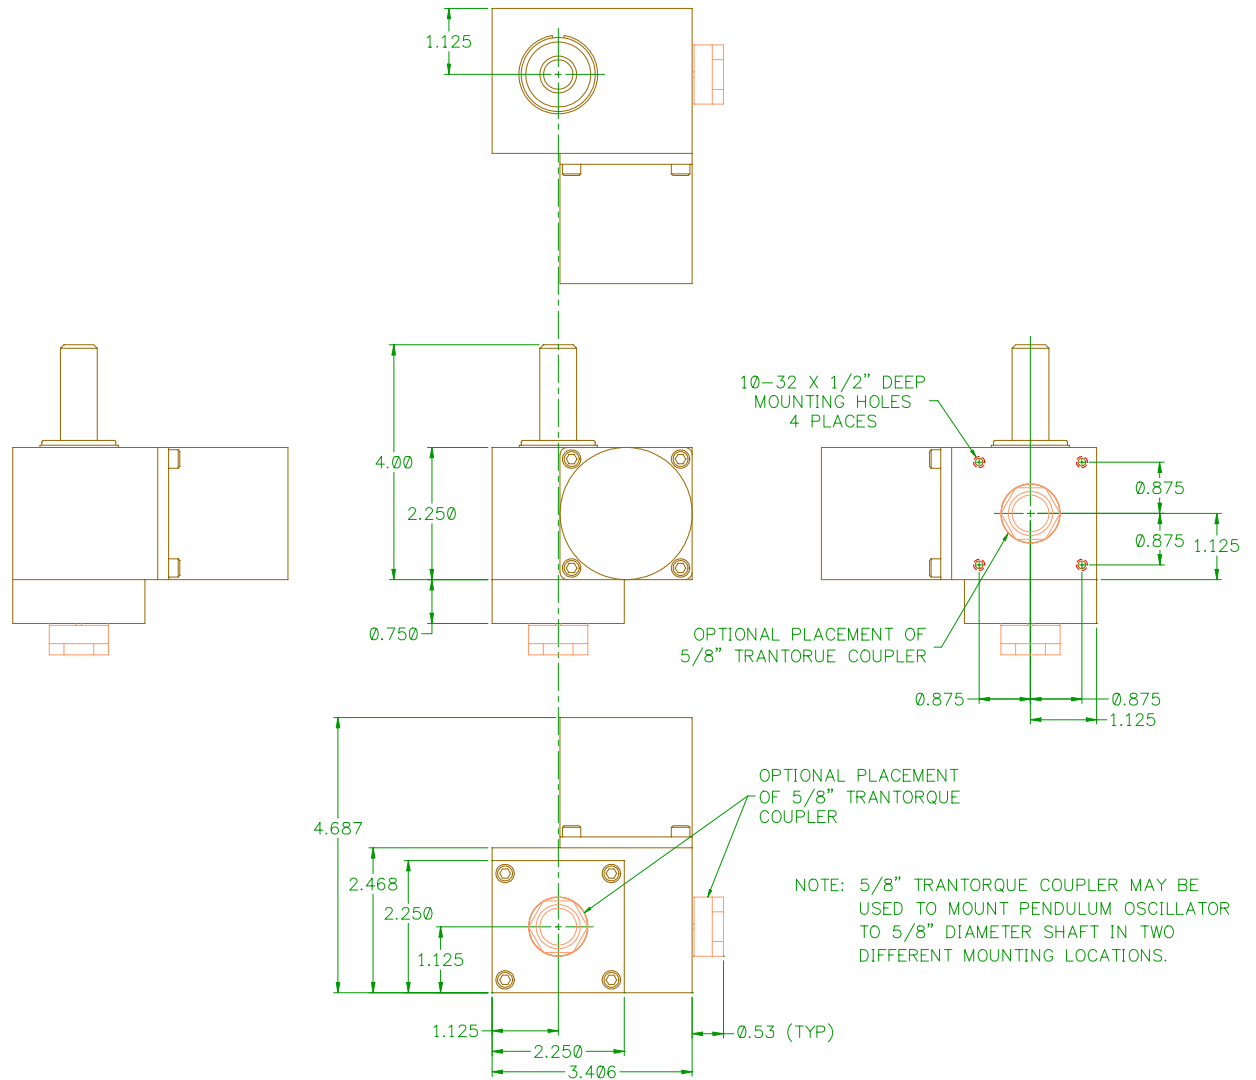 1.125
10-32 X 1/2" DEEP
MOUNTING HOLES
4 PLACES
4.00
2.250
0.750
0.875
0.875
1.125
OPTIONAL PLACEMENT OF
5/8" TRANTORUE COUPLER
0.875
0.875
1.125
OPTIONAL PLACEMENT
OF 5/8" TRANTORQUE
COUPLER
4.687
2.468
2.250
1.125
NOTE: 5/8" TRANTORQUE COUPLER MAY BE
USED TO MOUNT PENDULUM OSCILLATOR
TO 5/8" DIAMETER SHAFT IN TWO
DIFFERENT MOUNTING LOCATIONS.
1.125
0.53 (TYP)
2.250
3.406